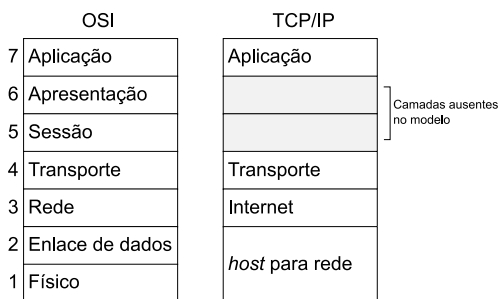 OSI
TCP/IP
7 Aplicação
Aplicação
6 Apresentação
5 Sessão
Camadas ausentes
no modelo
4 Transporte
Transporte
3 Rede
Internet
2 Enlace de dados
host para rede
1 Físico